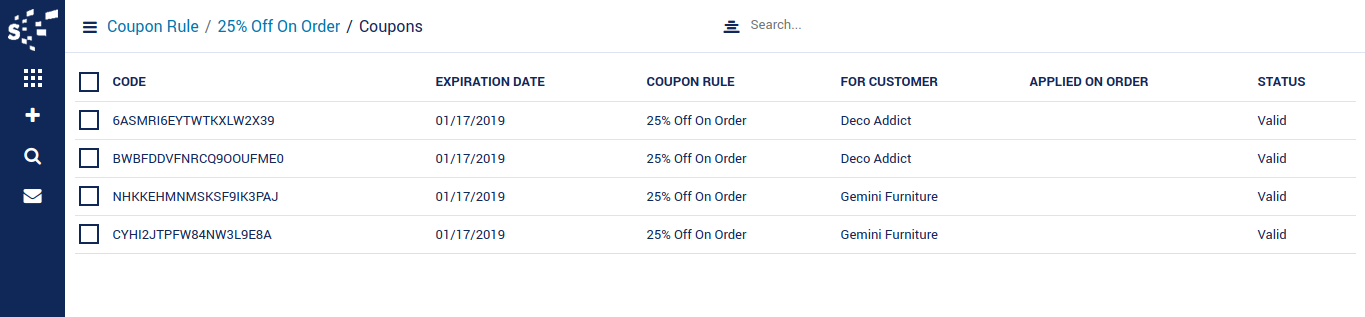 S
Coupon Rule / 25% Off On Order / Coupons Search...
CODE EXPIRATION DATE COUPON RULE FOR CUSTOMER APPLIED ON ORDER STATUS
6ASMRI6EYTWTKXLW2X39 01/17/2019 25% Off On Order Deco Addict Valid
BWBFDDVFNRCQ9OOUFME0 01/17/2019 25% Off On Order Deco Addict Valid
NHKKEHMNMSKSF9IK3PAJ 01/17/2019 25% Off On Order Gemini Furniture Valid
CYHI2JTPFW84NW3L9E8A 01/17/2019 25% Off On Order Gemini Furniture Valid